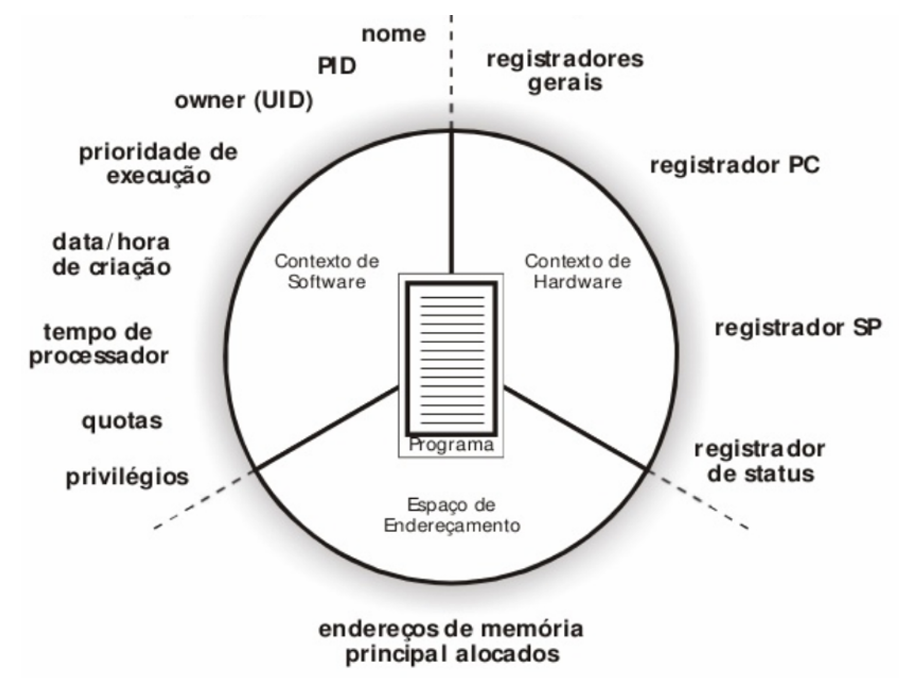 nome
PID
owner (UID)
prioridade de
execução
data/hora
de criação
tempo de
processador
quotas
privilégios
registradores
gerais
registrador PC
registrador SP
registrador
de status
Contexto de
Software
Contexto de
Hardware
Programa
Espaço de
Endereçamento
endereços de memória
principal alocados